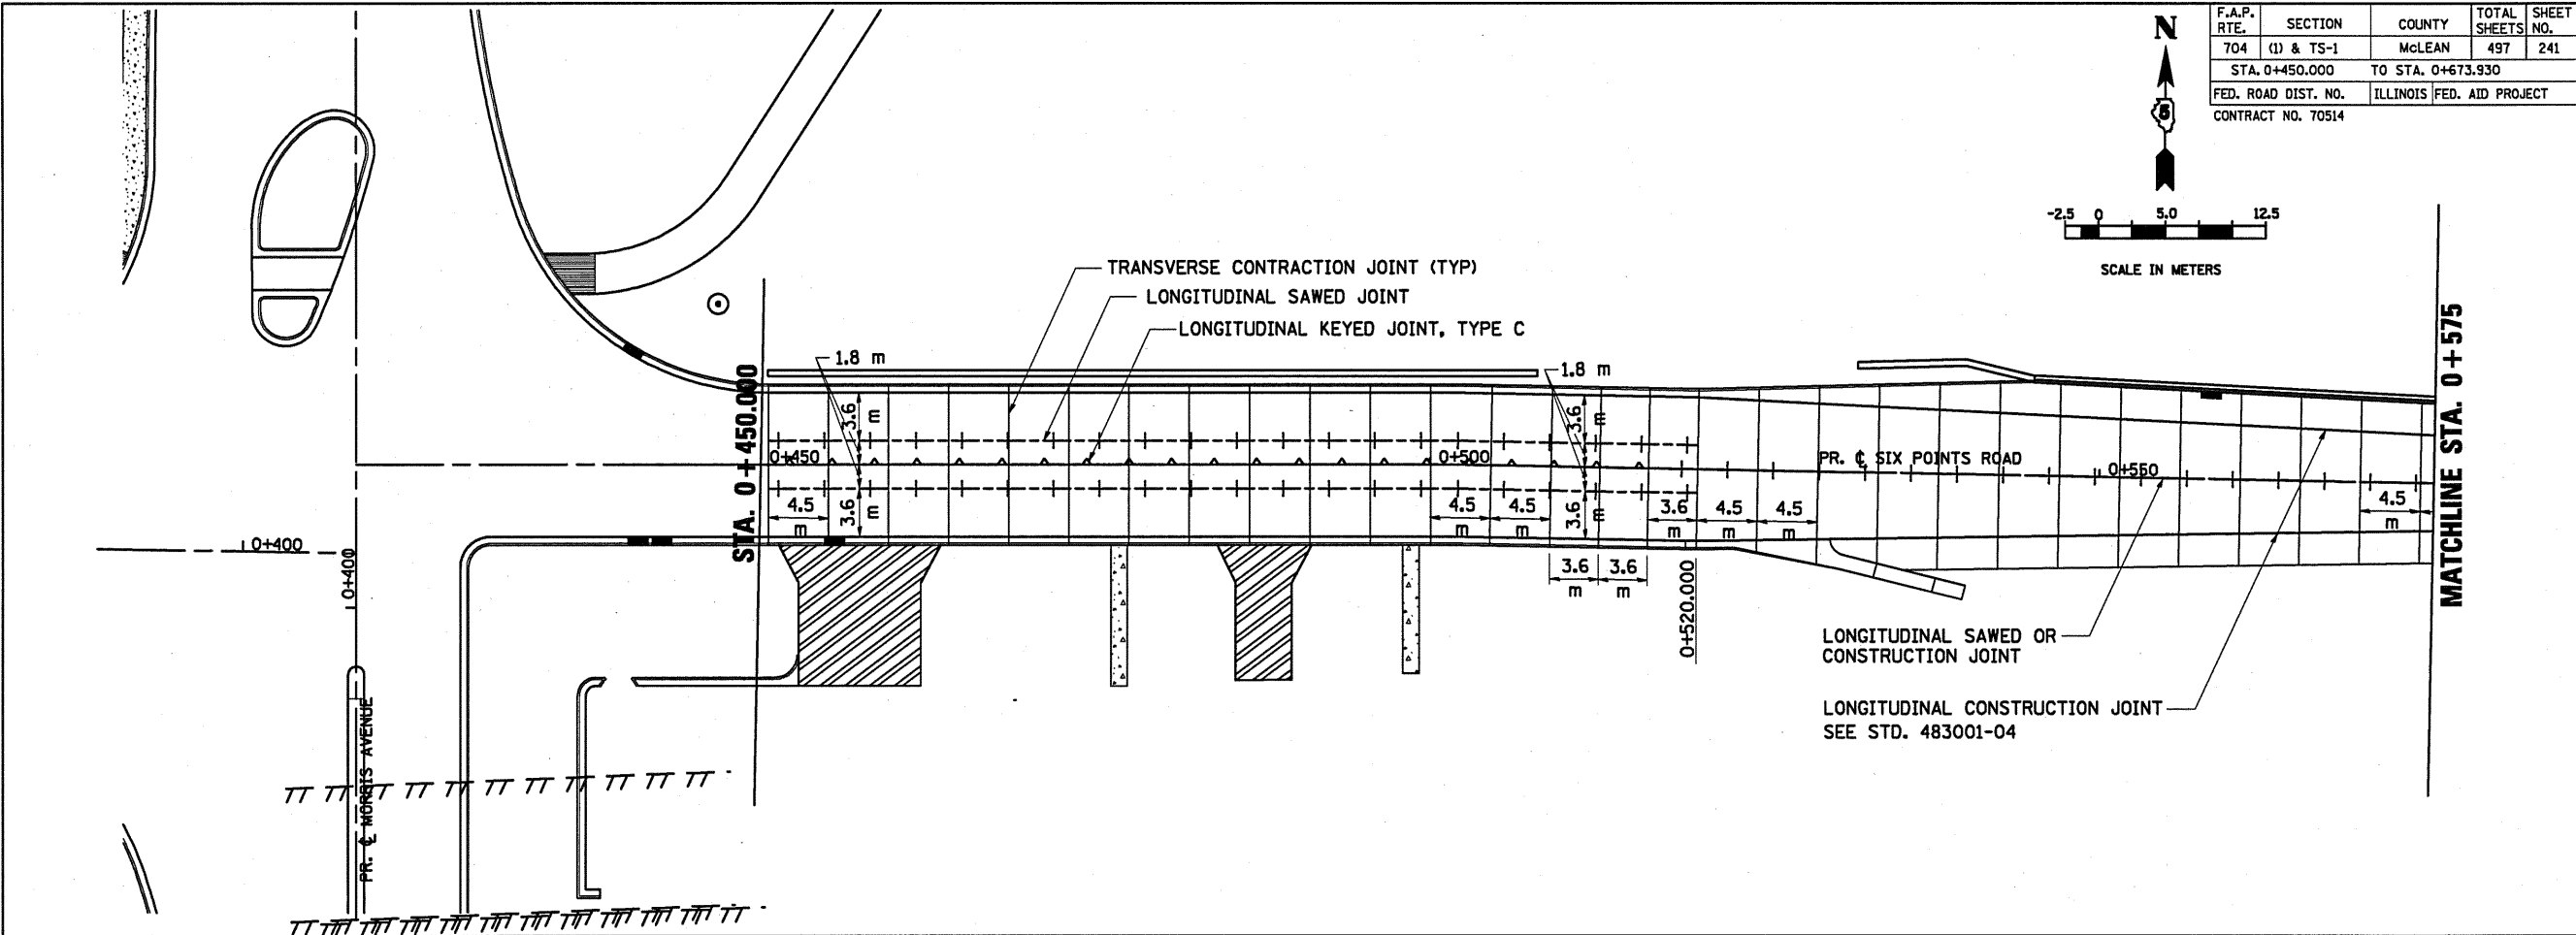 F.A.P. RTE. SECTION COUNTY TOTAL SHEETS SHEET NO.
704 (1) & TS-1 McLEAN 497 241
STA. 0+450.000 TO STA. 0+673.930
FED. ROAD DIST. NO. ILLINOIS FED. AID PROJECT
CONTRACT NO. 70514
N
5
-2.5 0 5.0 12.5
SCALE IN METERS
TRANSVERSE CONTRACTION JOINT (TYP)
LONGITUDINAL SAWED JOINT
LONGITUDINAL KEYED JOINT, TYPE C
1.8 m
1.8 m
STA. 0+450.000
MATCHLINE STA. 0+575
3.6 m
3.6 m
0+450
0+500
PR. ℄ SIX POINTS ROAD
0+550
4.5 m
3.6 m
4.5 m
4.5 m
3.6 m
3.6 m
4.5 m
4.5 m
4.5 m
3.6 m
3.6 m
0+520.000
0+400
0+400
PR. ℄ MORRIS AVENUE
LONGITUDINAL SAWED OR
CONSTRUCTION JOINT
LONGITUDINAL CONSTRUCTION JOINT
SEE STD. 483001-04